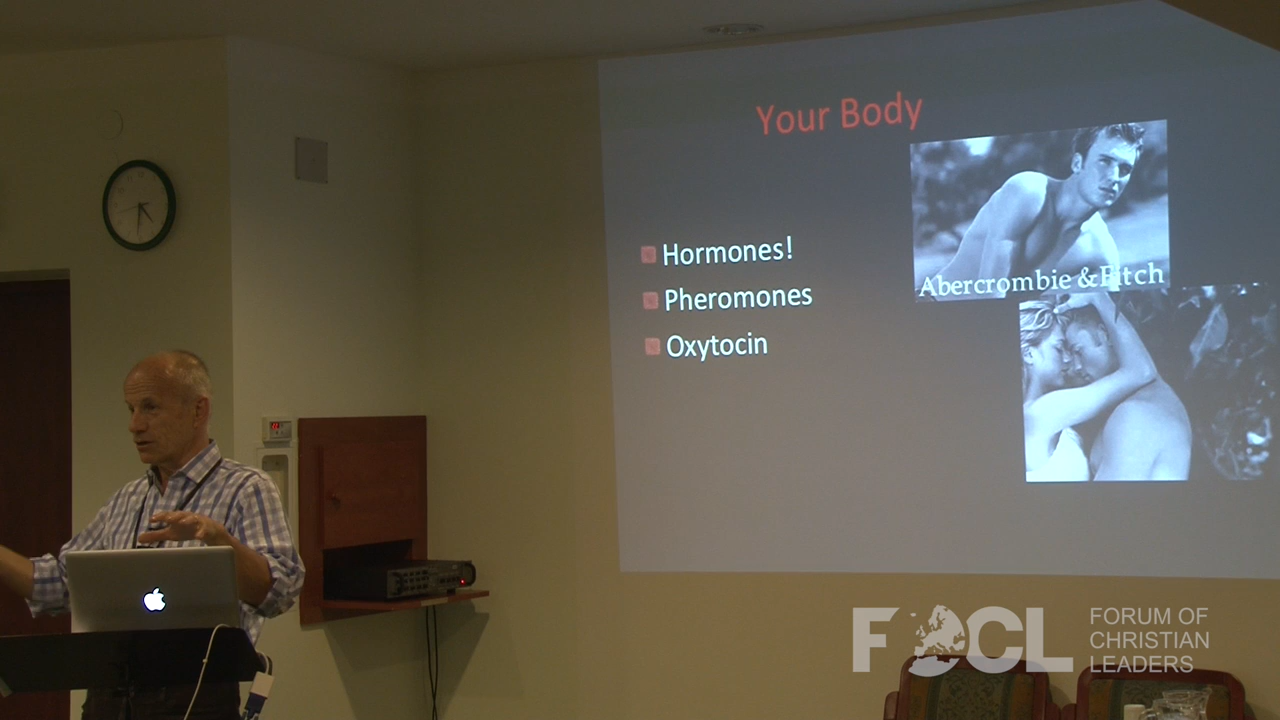 Your Body
Hormones!
Pheromones
Oxytocin
Abercrombie & Fitch
FOCL
FORUM OF
CHRISTIAN
LEADERS